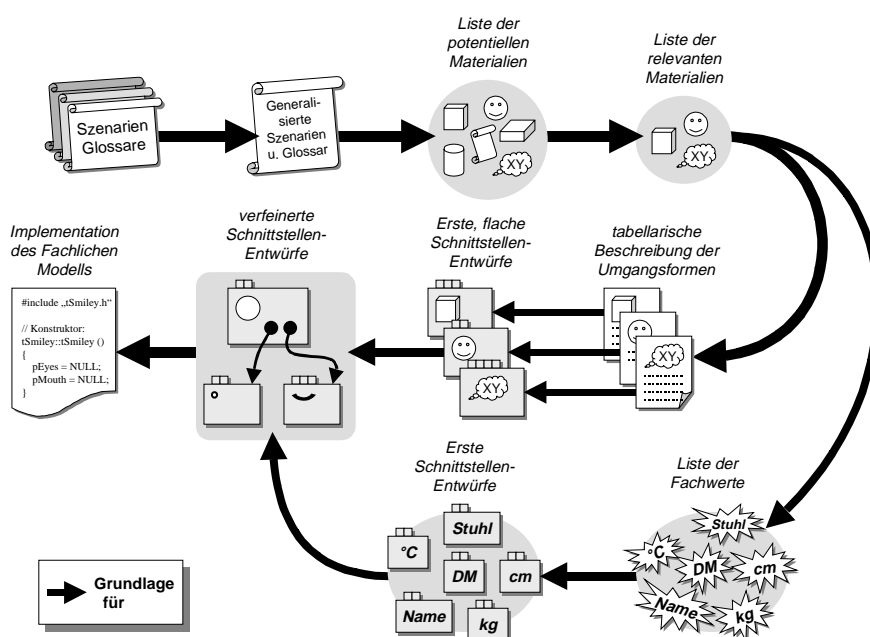 Liste der
potentiellen
Materialien
Liste der
relevanten
Materialien
Szenarien
Glossare
Generali-
sierte
Szenarien
u. Glossar
XY
XY
Implementation
des Fachlichen
Modells
verfeinerte
Schnittstellen-
Entwürfe
Erste, flache
Schnittstellen-
Entwürfe
tabellarische
Beschreibung der
Umgangsformen
#include „tSmiley.h“
// Konstruktor:
tSmiley::tSmiley ()
{
pEyes = NULL;
pMouth = NULL;
}
XY
XY
Erste
Schnittstellen-
Entwürfe
Liste der
Fachwerte
°C
Stuhl
DM
cm
Name
kg
Stuhl
°C
DM
cm
Name
kg
Grundlage
für